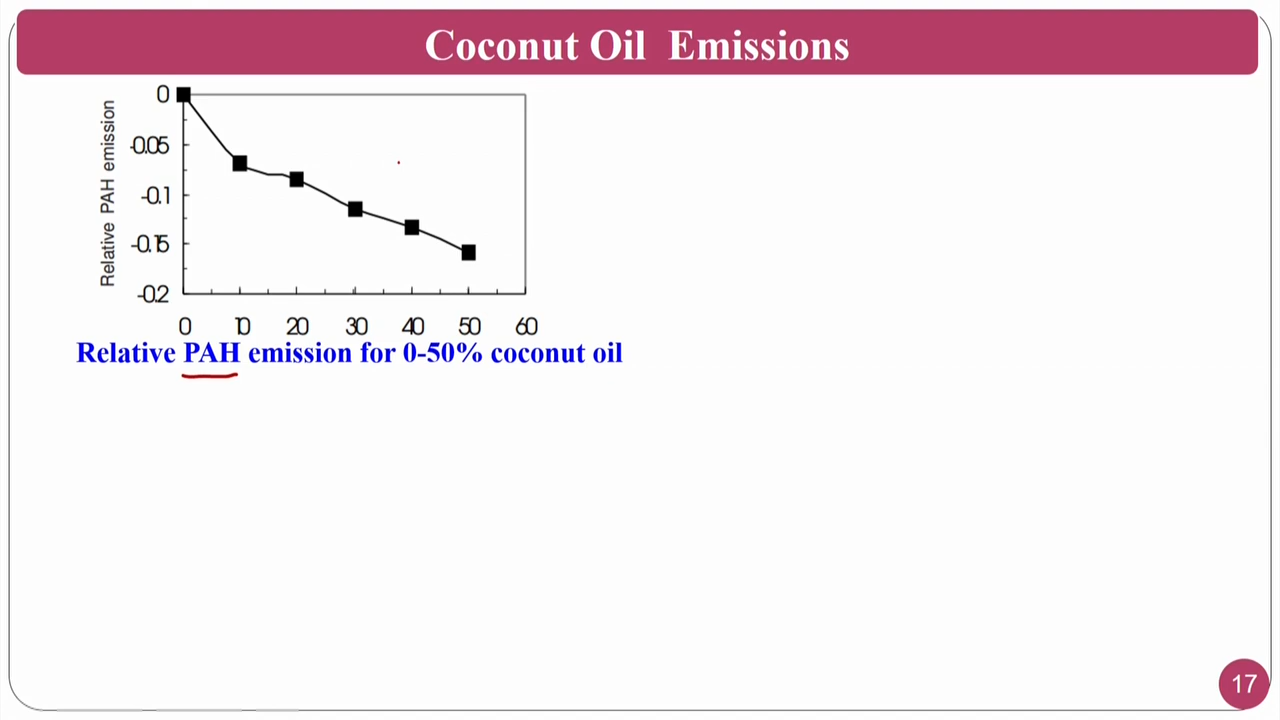 Coconut Oil Emissions
Relative PAH emission
0
-0.05
-0.1
-0.15
-0.2
0 10 20 30 40 50 60
Relative PAH emission for 0-50% coconut oil
17